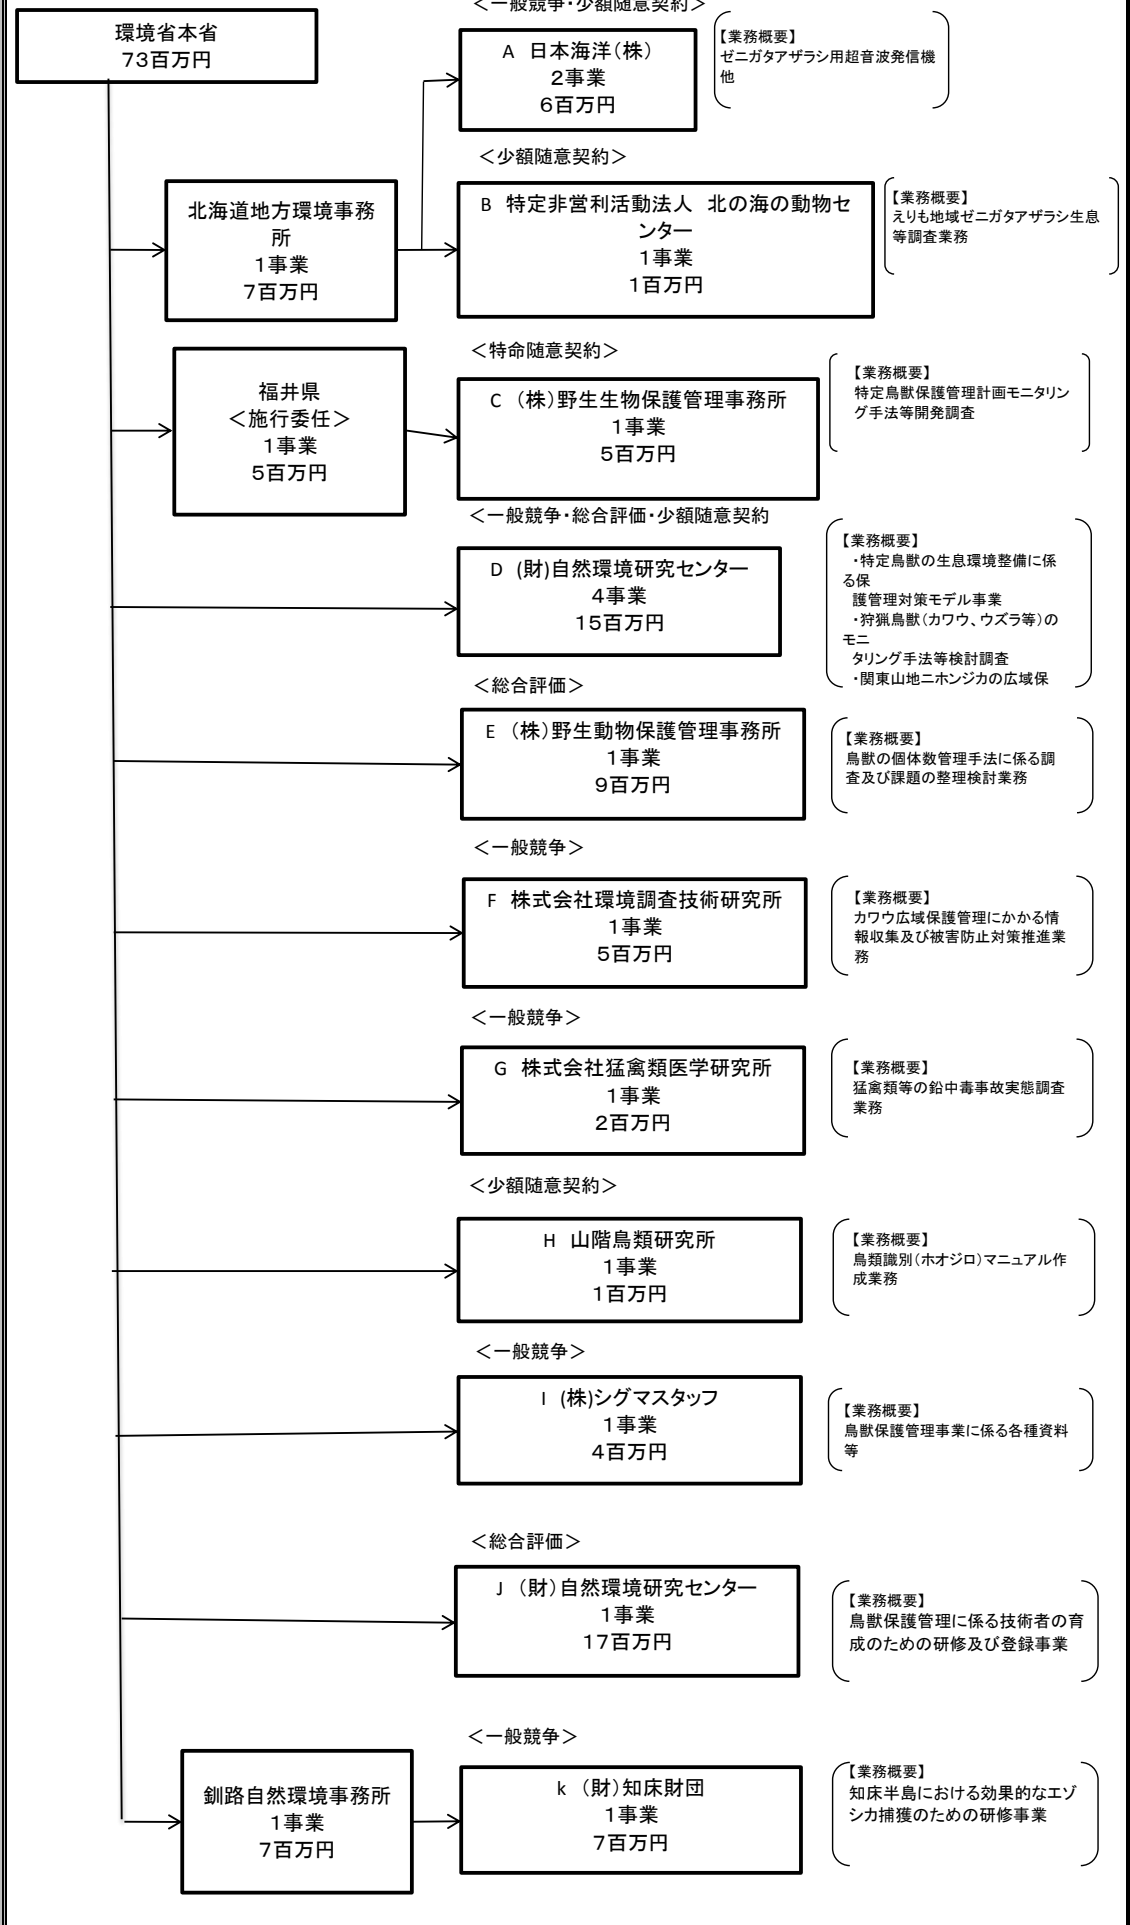 ＜一般競争・少額随意契約＞
環境省本省
７３百万円
A　日本海洋（株）
２事業
６百万円
【業務概要】
ゼニガタアザラシ用超音波発信機
他
＜少額随意契約＞
北海道地方環境事務
所
１事業
７百万円
B　特定非営利活動法人　北の海の動物セ
ンター
１事業
１百万円
【業務概要】
えりも地域ゼニガタアザラシ生息
等調査業務
＜特命随意契約＞
福井県
＜施行委任＞
１事業
５百万円
C　（株）野生生物保護管理事務所
１事業
５百万円
【業務概要】
特定鳥獣保護管理計画モニタリン
グ手法等開発調査
＜一般競争・総合評価・少額随意契約
D　(財)自然環境研究センター
４事業
１５百万円
【業務概要】
・特定鳥獣の生息環境整備に係
る保
護管理対策モデル事業
・狩猟鳥獣（カワウ、ウズラ等）の
モニ
タリング手法等検討調査
・関東山地ニホンジカの広域保
＜総合評価＞
E　（株）野生動物保護管理事務所
１事業
９百万円
【業務概要】
鳥獣の個体数管理手法に係る調
査及び課題の整理検討業務
＜一般競争＞
F　株式会社環境調査技術研究所
１事業
５百万円
【業務概要】
カワウ広域保護管理にかかる情
報収集及び被害防止対策推進業
務
＜一般競争＞
G　株式会社猛禽類医学研究所
１事業
２百万円
【業務概要】
猛禽類等の鉛中毒事故実態調査
業務
＜少額随意契約＞
H　山階鳥類研究所
１事業
１百万円
【業務概要】
鳥類識別（ホオジロ）マニュアル作
成業務
＜一般競争＞
I　(株)シグマスタッフ
１事業
４百万円
【業務概要】
鳥獣保護管理事業に係る各種資料
等
＜総合評価＞
J　（財）自然環境研究センター
１事業
１７百万円
【業務概要】
鳥獣保護管理に係る技術者の育
成のための研修及び登録事業
＜一般競争＞
釧路自然環境事務所
１事業
７百万円
k　（財）知床財団
１事業
７百万円
【業務概要】
知床半島における効果的なエゾ
シカ捕獲のための研修事業